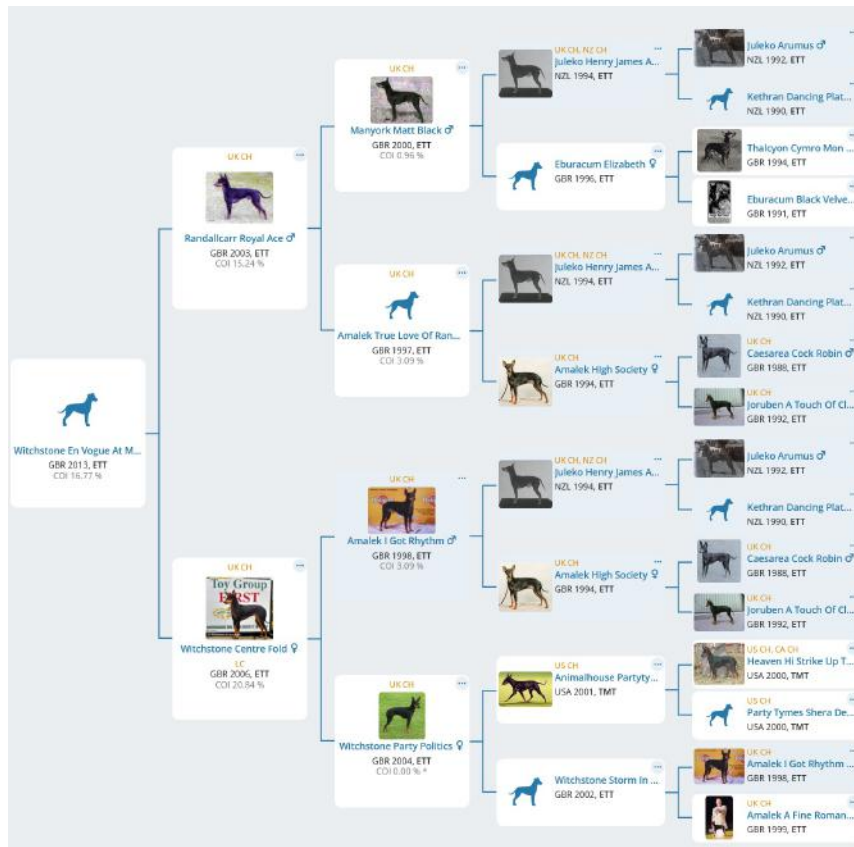 Witchstone En Vogue At M...
GBR 2013, ETT
COI 16.77 %
UK CH
Randallcarr Royal Ace ♂
GBR 2003, ETT
COI 15.24 %
UK CH
Toy Group
FIRST
Witchstone Centre Fold ♀
LC
GBR 2006, ETT
COI 20.84 %
UK CH
Manyork Matt Black ♂
GBR 2000, ETT
COI 0.96 %
UK CH
Amalek True Love Of Ran...
GBR 1997, ETT
COI 3.09 %
UK CH
Amalek I Got Rhythm ♂
GBR 1998, ETT
COI 3.09 %
UK CH
Witchstone Party Politics ♀
GBR 2004, ETT
COI 0.00 % *
UK CH, NZ CH
Juleko Henry James A...
NZL 1994, ETT
Eburacum Elizabeth ♀
GBR 1996, ETT
UK CH, NZ CH
Juleko Henry James A...
NZL 1994, ETT
UK CH
Amalek High Society ♀
GBR 1994, ETT
UK CH, NZ CH
Juleko Henry James A...
NZL 1994, ETT
UK CH
Amalek High Society ♀
GBR 1994, ETT
US CH
Animalhouse Partyty...
USA 2001, TMT
Witchstone Storm In ...
GBR 2002, ETT
Juleko Arumus ♂
NZL 1992, ETT
Kethran Dancing Plat...
NZL 1990, ETT
Thalcyon Cymro Mon ...
GBR 1994, ETT
Eburacum Black Velve...
GBR 1991, ETT
Juleko Arumus ♂
NZL 1992, ETT
Kethran Dancing Plat...
NZL 1990, ETT
UK CH
Caesarea Cock Robin ♂
GBR 1988, ETT
UK CH
Joruben A Touch Of Cl...
GBR 1992, ETT
Juleko Arumus ♂
NZL 1992, ETT
Kethran Dancing Plat...
NZL 1990, ETT
UK CH
Caesarea Cock Robin ♂
GBR 1988, ETT
UK CH
Joruben A Touch Of Cl...
GBR 1992, ETT
US CH, CA CH
Heaven Hi Strike Up T...
USA 2000, TMT
US CH
Party Tymes Shera De...
USA 2000, TMT
UK CH
Amalek I Got Rhythm ...
GBR 1998, ETT
UK CH
Amalek A Fine Roman...
GBR 1999, ETT